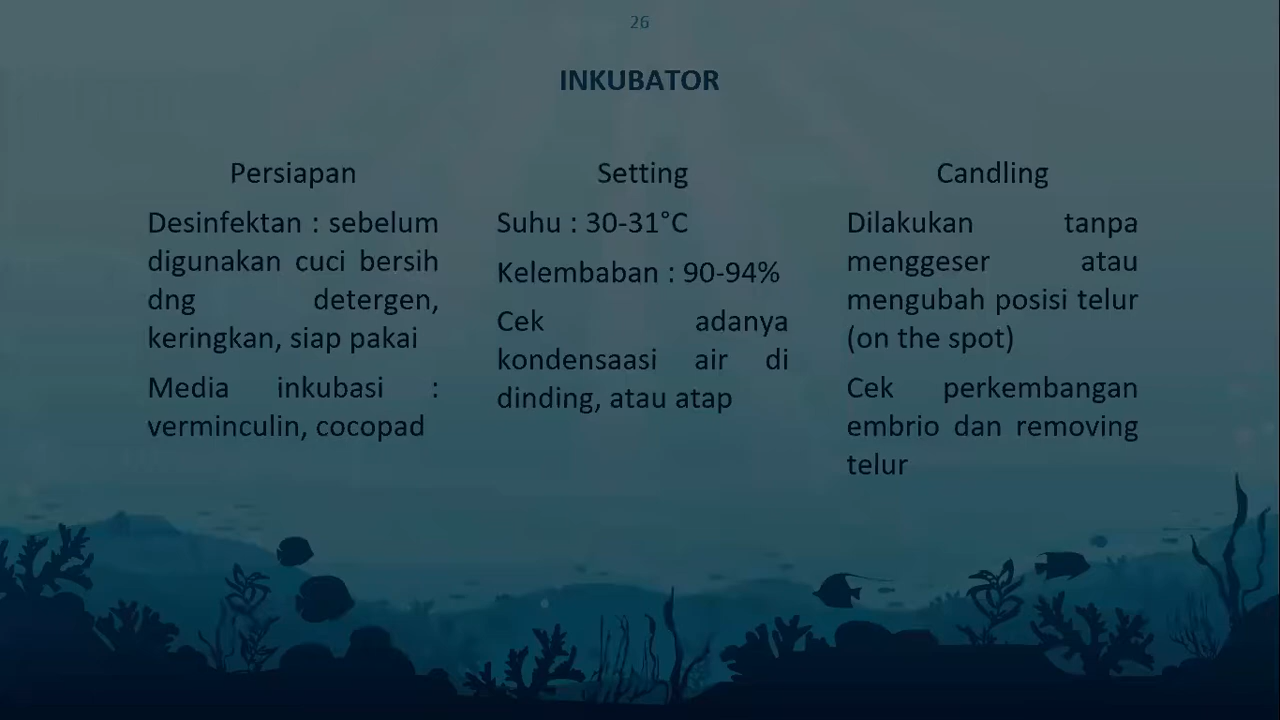 26
INKUBATOR
Persiapan
Desinfektan : sebelum
digunakan cuci bersih
dng detergen,
keringkan, siap pakai
Media inkubasi :
verminculin, cocopad
Setting
Suhu : 30-31°C
Kelembaban : 90-94%
Cek adanya
kondensaasi air di
dinding, atau atap
Candling
Dilakukan tanpa
menggeser atau
mengubah posisi telur
(on the spot)
Cek perkembangan
embrio dan removing
telur